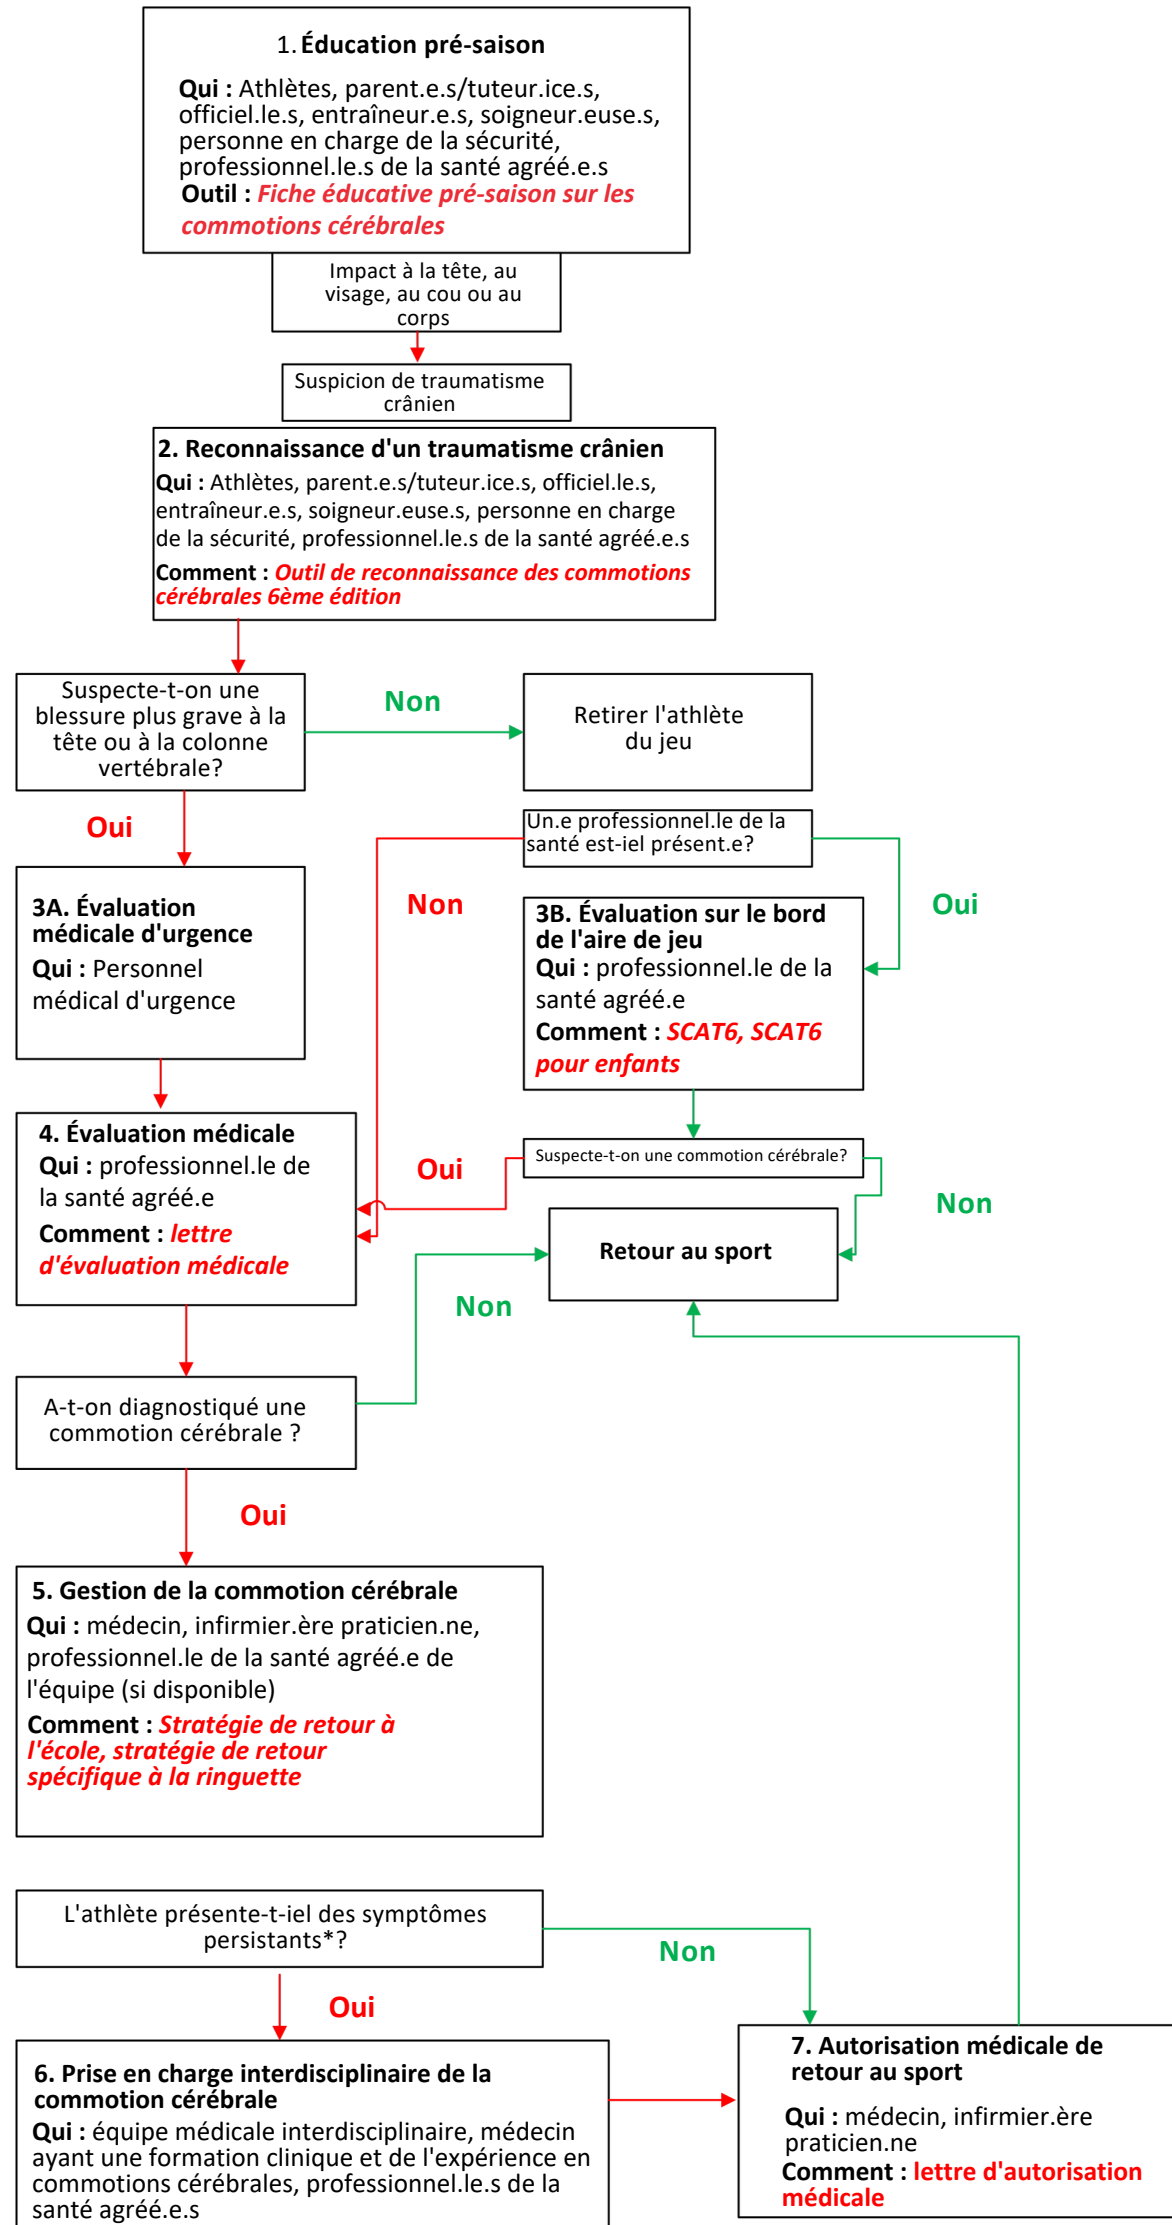 1. Éducation pré-saison
Qui : Athlètes, parent.e.s/tuteur.ice.s,
officiel.le.s, entraîneur.e.s, soigneur.euse.s,
personne en charge de la sécurité,
professionnel.le.s de la santé agréé.e.s
Outil : Fiche éducative pré-saison sur les
commotions cérébrales
Impact à la tête, au
visage, au cou ou au
corps
Suspicion de traumatisme
crânien
2. Reconnaissance d'un traumatisme crânien
Qui : Athlètes, parent.e.s/tuteur.ice.s, officiel.le.s,
entraîneur.e.s, soigneur.euse.s, personne en charge
de la sécurité, professionnel.le.s de la santé agréé.e.s
Comment : Outil de reconnaissance des commotions
cérébrales 6ème édition
Suspecte-t-on une
blessure plus grave à la
tête ou à la colonne
vertébrale?
Non
Retirer l'athlète
du jeu
Oui
Un.e professionnel.le de la
santé est-iel présent.e?
Non
Oui
3A. Évaluation
médicale d'urgence
Qui : Personnel
médical d'urgence
3B. Évaluation sur le bord
de l'aire de jeu
Qui : professionnel.le de la
santé agréé.e
Comment : SCAT6, SCAT6
pour enfants
4. Évaluation médicale
Qui : professionnel.le de
la santé agréé.e
Comment : lettre
d'évaluation médicale
Oui
Suspecte-t-on une commotion cérébrale?
Non
Retour au sport
Non
A-t-on diagnostiqué une
commotion cérébrale ?
Oui
5. Gestion de la commotion cérébrale
Qui : médecin, infirmier.ère praticien.ne,
professionnel.le de la santé agréé.e de
l'équipe (si disponible)
Comment : Stratégie de retour à
l'école, stratégie de retour
spécifique à la ringuette
L'athlète présente-t-iel des symptômes
persistants*?
Non
Oui
6. Prise en charge interdisciplinaire de la
commotion cérébrale
Qui : équipe médicale interdisciplinaire, médecin
ayant une formation clinique et de l'expérience en
commotions cérébrales, professionnel.le.s de la
santé agréé.e.s
7. Autorisation médicale de
retour au sport
Qui : médecin, infirmier.ère
praticien.ne
Comment : lettre d'autorisation
médicale